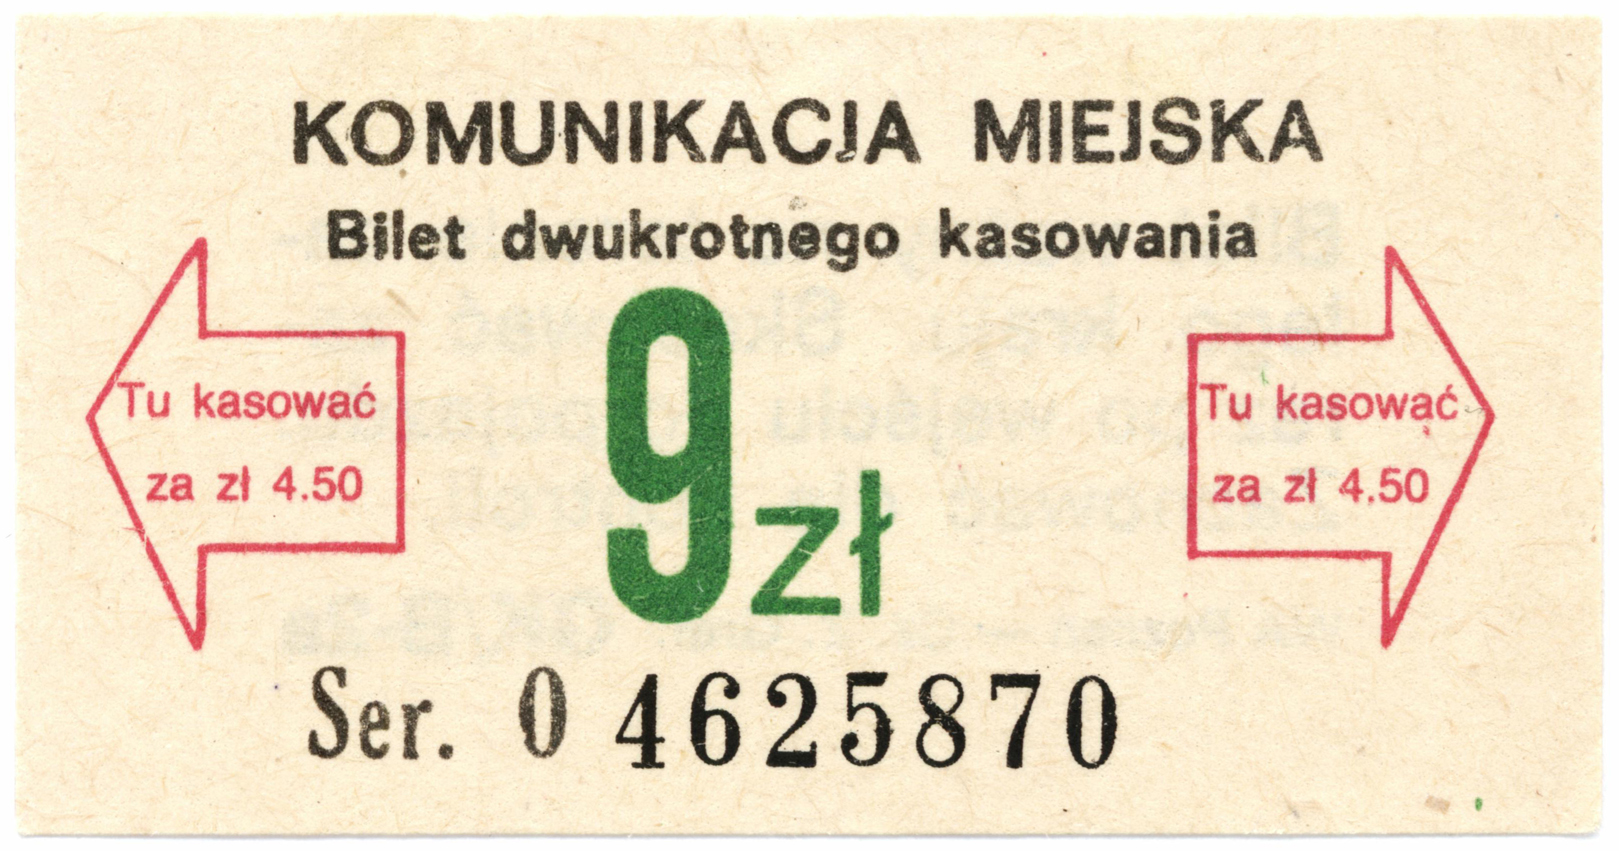 KOMUNIKACJA MIEJSKA
Bilet dwukrotnego kasowania
Tu kasować
za zł 4.50
9 zł
Tu kasować
za zł 4.50
Ser. O 4625870